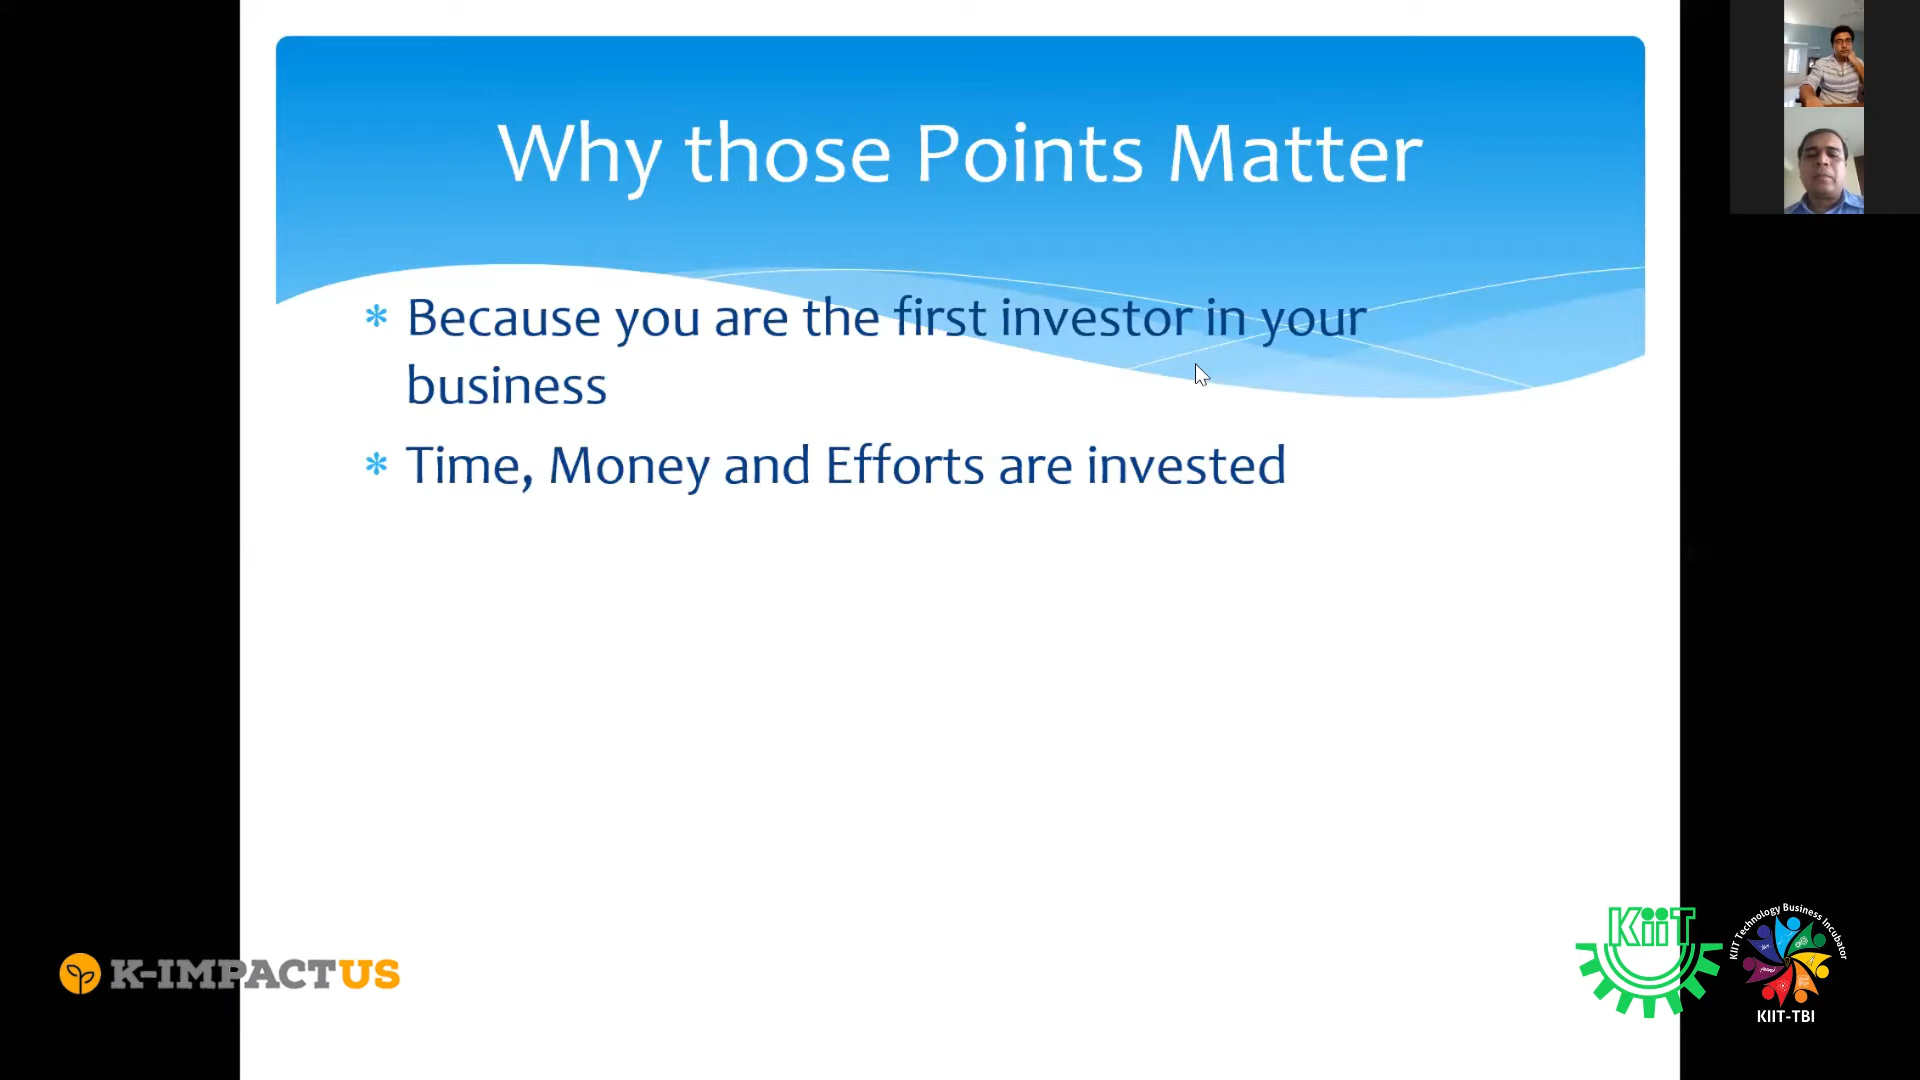 Why those Points Matter
* Because you are the first investor in your
business
* Time, Money and Efforts are invested
K-IMPACTUS
KiiT
KIIT Technology Business Incubator
KIIT-TBI